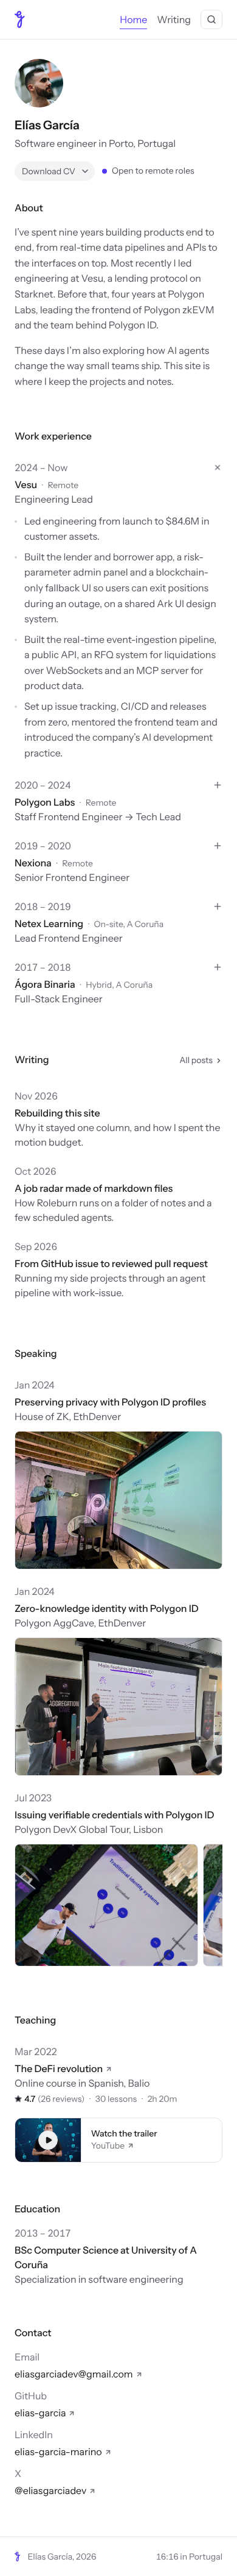 Home Writing
Elías García
Software engineer in Porto, Portugal
Download CV
Open to remote roles
About
I've spent nine years building products end to
end, from real-time data pipelines and APIs to
the interfaces on top. Most recently I led
engineering at Vesu, a lending protocol on
Starknet. Before that, four years at Polygon
Labs, leading the frontend of Polygon zkEVM
and the team behind Polygon ID.
These days I'm also exploring how AI agents
change the way small teams ship. This site is
where I keep the projects and notes.
Work experience
2024 – Now
Vesu · Remote
Engineering Lead
Led engineering from launch to $84.6M in
customer assets.
Built the lender and borrower app, a risk-
parameter admin panel and a blockchain-
only fallback UI so users can exit positions
during an outage, on a shared Ark UI design
system.
Built the real-time event-ingestion pipeline,
a public API, an RFQ system for liquidations
over WebSockets and an MCP server for
product data.
Set up issue tracking, CI/CD and releases
from zero, mentored the frontend team and
introduced the company's AI development
practice.
2020 – 2024
Polygon Labs · Remote
Staff Frontend Engineer → Tech Lead
2019 – 2020
Nexiona · Remote
Senior Frontend Engineer
2018 – 2019
Netex Learning · On-site, A Coruña
Lead Frontend Engineer
2017 – 2018
Ágora Binaria · Hybrid, A Coruña
Full-Stack Engineer
Writing
All posts
Nov 2026
Rebuilding this site
Why it stayed one column, and how I spent the
motion budget.
Oct 2026
A job radar made of markdown files
How Roleburn runs on a folder of notes and a
few scheduled agents.
Sep 2026
From GitHub issue to reviewed pull request
Running my side projects through an agent
pipeline with work-issue.
Speaking
Jan 2024
Preserving privacy with Polygon ID profiles
House of ZK, EthDenver
Jan 2024
Zero-knowledge identity with Polygon ID
Polygon AggCave, EthDenver
Main features of Polygon ID
AGGREGATION
Jul 2023
Issuing verifiable credentials with Polygon ID
Polygon DevX Global Tour, Lisbon
Traditional identity systems
Teaching
Mar 2022
The DeFi revolution
Online course in Spanish, Balio
★ 4.7 (26 reviews) · 30 lessons · 2h 20m
Watch the trailer
YouTube
Education
2013 – 2017
BSc Computer Science at University of A
Coruña
Specialization in software engineering
Contact
Email
eliasgarciadev@gmail.com
GitHub
elias-garcia
LinkedIn
elias-garcia-marino
X
@eliasgarciadev
Elías García, 2026
16:16 in Portugal